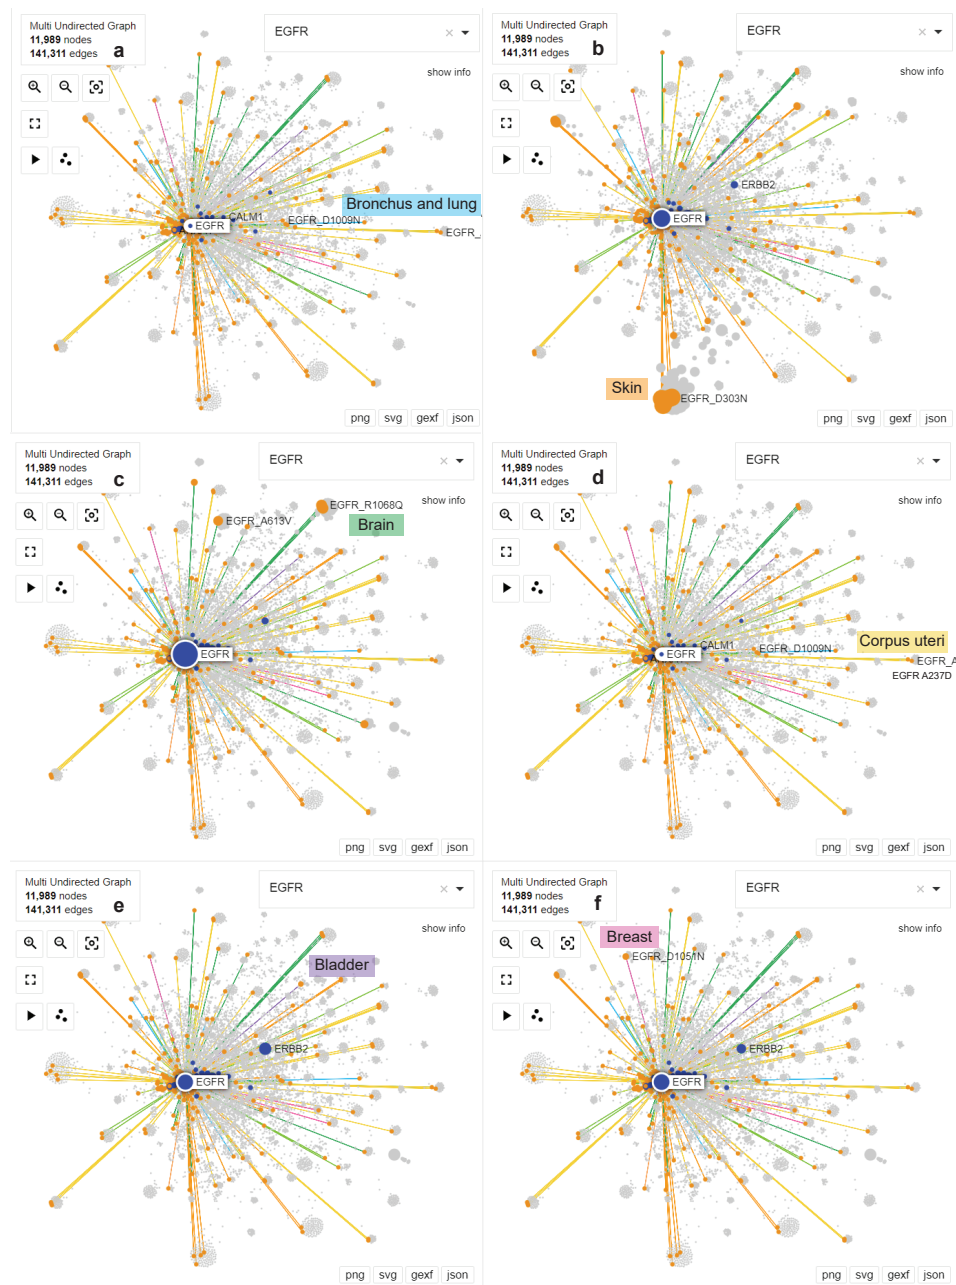 Multi Undirected Graph
11,989 nodes
141,311 edges
a
EGFR
show info
Bronchus and lung
CALM1
EGFR_D1009N
EGFR
EGFR_
png svg gexf json
Multi Undirected Graph
11,989 nodes
141,311 edges
b
EGFR
show info
ERBB2
EGFR
Skin
EGFR_D303N
png svg gexf json
Multi Undirected Graph
11,989 nodes
141,311 edges
c
EGFR
show info
EGFR_R1068Q
EGFR_A613V
Brain
EGFR
png svg gexf json
Multi Undirected Graph
11,989 nodes
141,311 edges
d
EGFR
show info
Corpus uteri
CALM1
EGFR_D1009N
EGFR
EGFR_A
EGFR A237D
png svg gexf json
Multi Undirected Graph
11,989 nodes
141,311 edges
e
EGFR
show info
Bladder
ERBB2
EGFR
png svg gexf json
Multi Undirected Graph
11,989 nodes
141,311 edges
f
EGFR
show info
Breast
EGFR_D1051N
ERBB2
EGFR
png svg gexf json